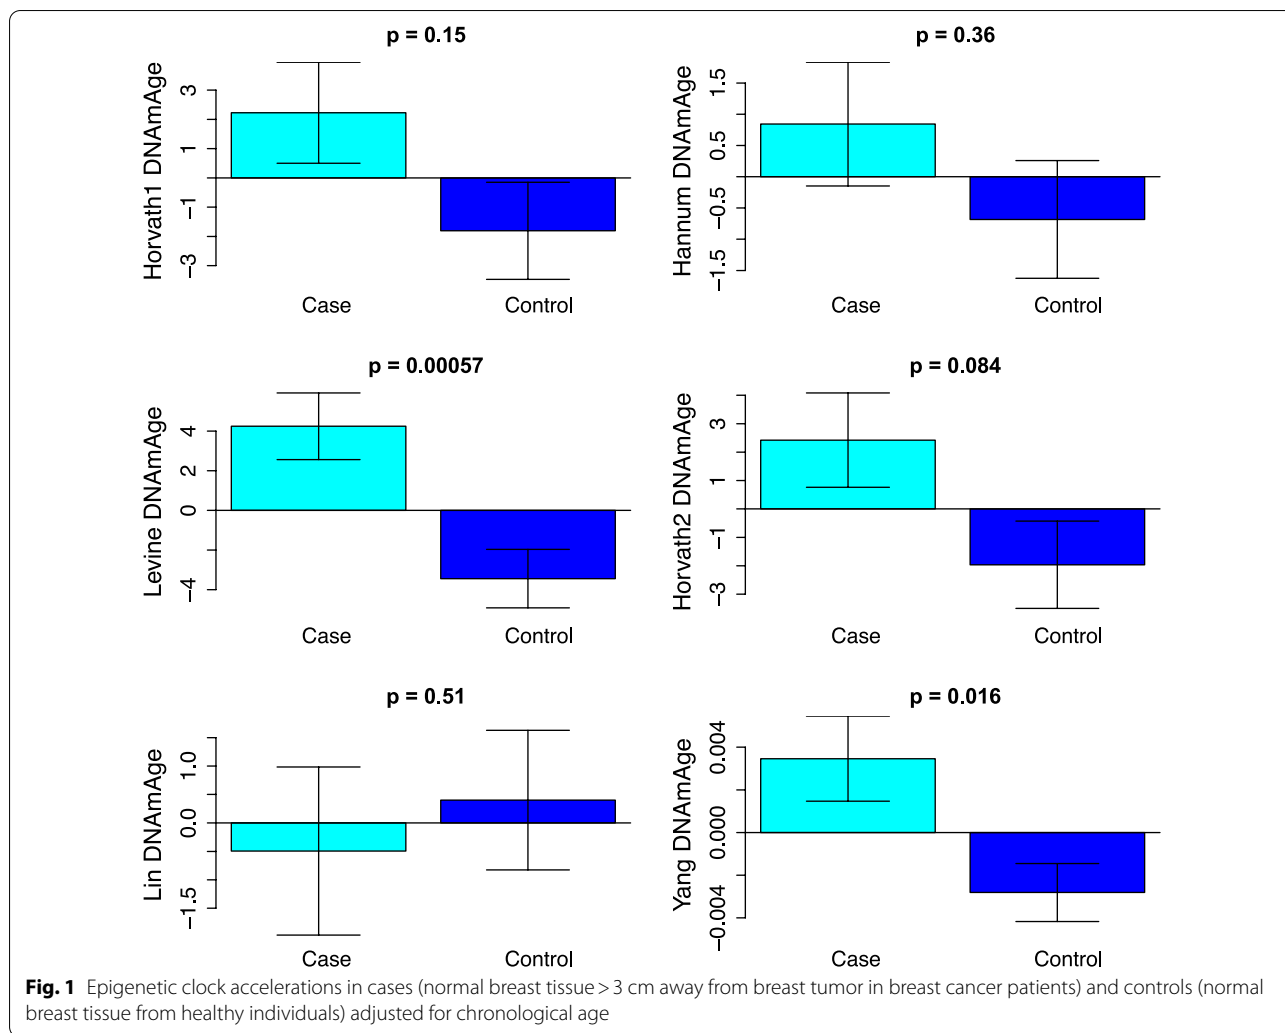 p = 0.15
Horvath1 DNAmAge
3
1
−1
−3
Case
Control
p = 0.36
Hannum DNAmAge
1.5
0.5
−0.5
−1.5
Case
Control
p = 0.00057
Levine DNAmAge
4
2
0
−4
Case
Control
p = 0.084
Horvath2 DNAmAge
3
1
−1
−3
Case
Control
p = 0.51
Lin DNAmAge
1.0
0.0
−1.5
Case
Control
p = 0.016
Yang DNAmAge
0.004
0.000
−0.004
Case
Control
Fig. 1 Epigenetic clock accelerations in cases (normal breast tissue > 3 cm away from breast tumor in breast cancer patients) and controls (normal
breast tissue from healthy individuals) adjusted for chronological age